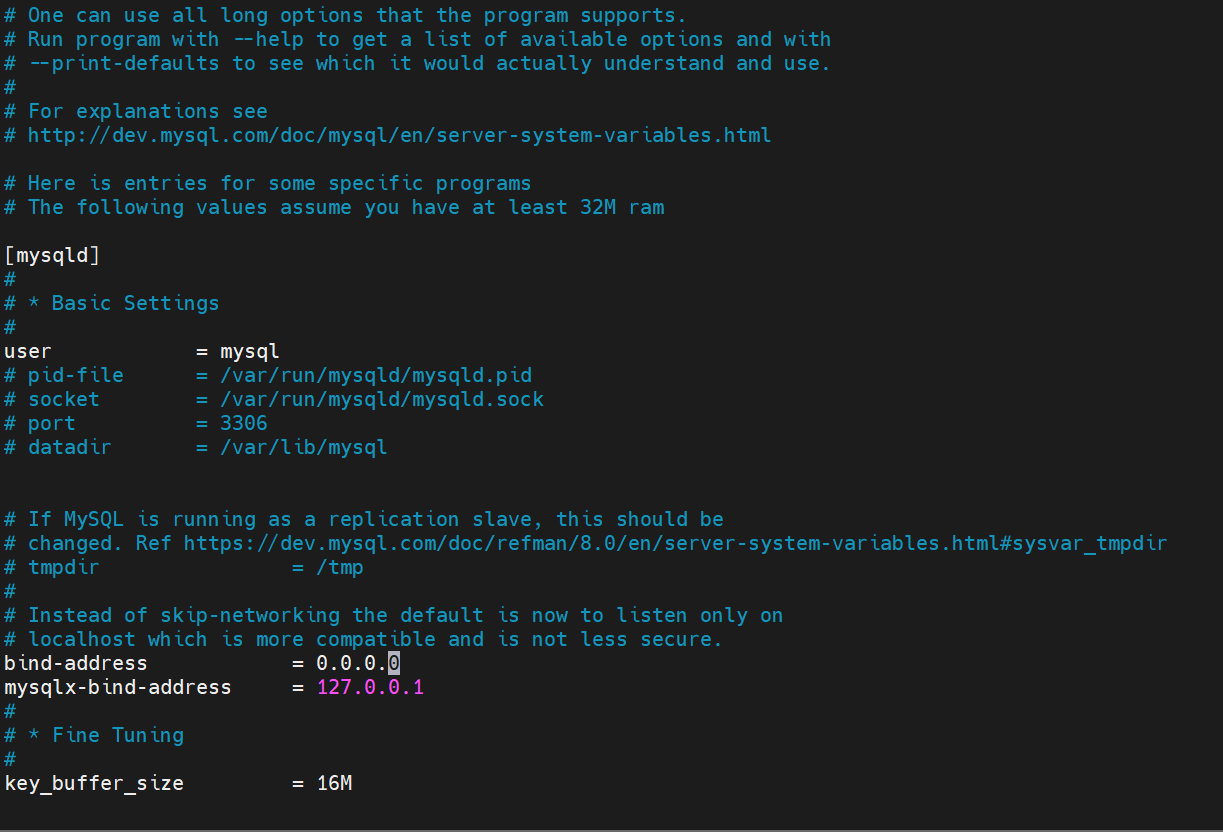 # One can use all long options that the program supports.
# Run program with --help to get a list of available options and with
# --print-defaults to see which it would actually understand and use.
#
# For explanations see
# http://dev.mysql.com/doc/mysql/en/server-system-variables.html
# Here is entries for some specific programs
# The following values assume you have at least 32M ram
[mysqld]
#
# * Basic Settings
#
user            = mysql
# pid-file      = /var/run/mysqld/mysqld.pid
# socket        = /var/run/mysqld/mysqld.sock
# port          = 3306
# datadir       = /var/lib/mysql
# If MySQL is running as a replication slave, this should be
# changed. Ref https://dev.mysql.com/doc/refman/8.0/en/server-system-variables.html#sysvar_tmpdir
# tmpdir                = /tmp
#
# Instead of skip-networking the default is now to listen only on
# localhost which is more compatible and is not less secure.
bind-address            = 0.0.0.0
mysqlx-bind-address     = 127.0.0.1
#
# * Fine Tuning
#
key_buffer_size         = 16M